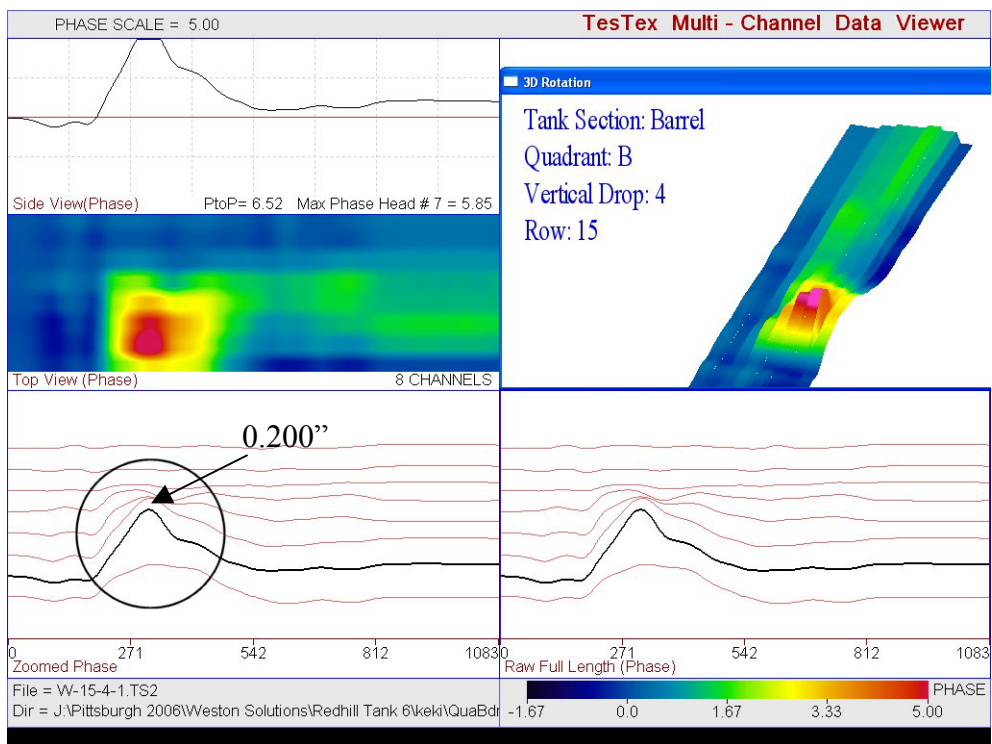 PHASE SCALE = 5.00
TesTex Multi - Channel Data Viewer
3D Rotation
Tank Section: Barrel
Quadrant: B
Vertical Drop: 4
Row: 15
Side View(Phase) PtoP= 6.52 Max Phase Head # 7 = 5.85
Top View (Phase) 8 CHANNELS
0.200”
0 271 542 812 1083
Zoomed Phase
0 271 542 812 1083
Raw Full Length (Phase)
File = W-15-4-1.TS2
Dir = J:\Pittsburgh 2006\Weston Solutions\Redhill Tank 6\keki\QuaBdr
PHASE
-1.67 0.0 1.67 3.33 5.00